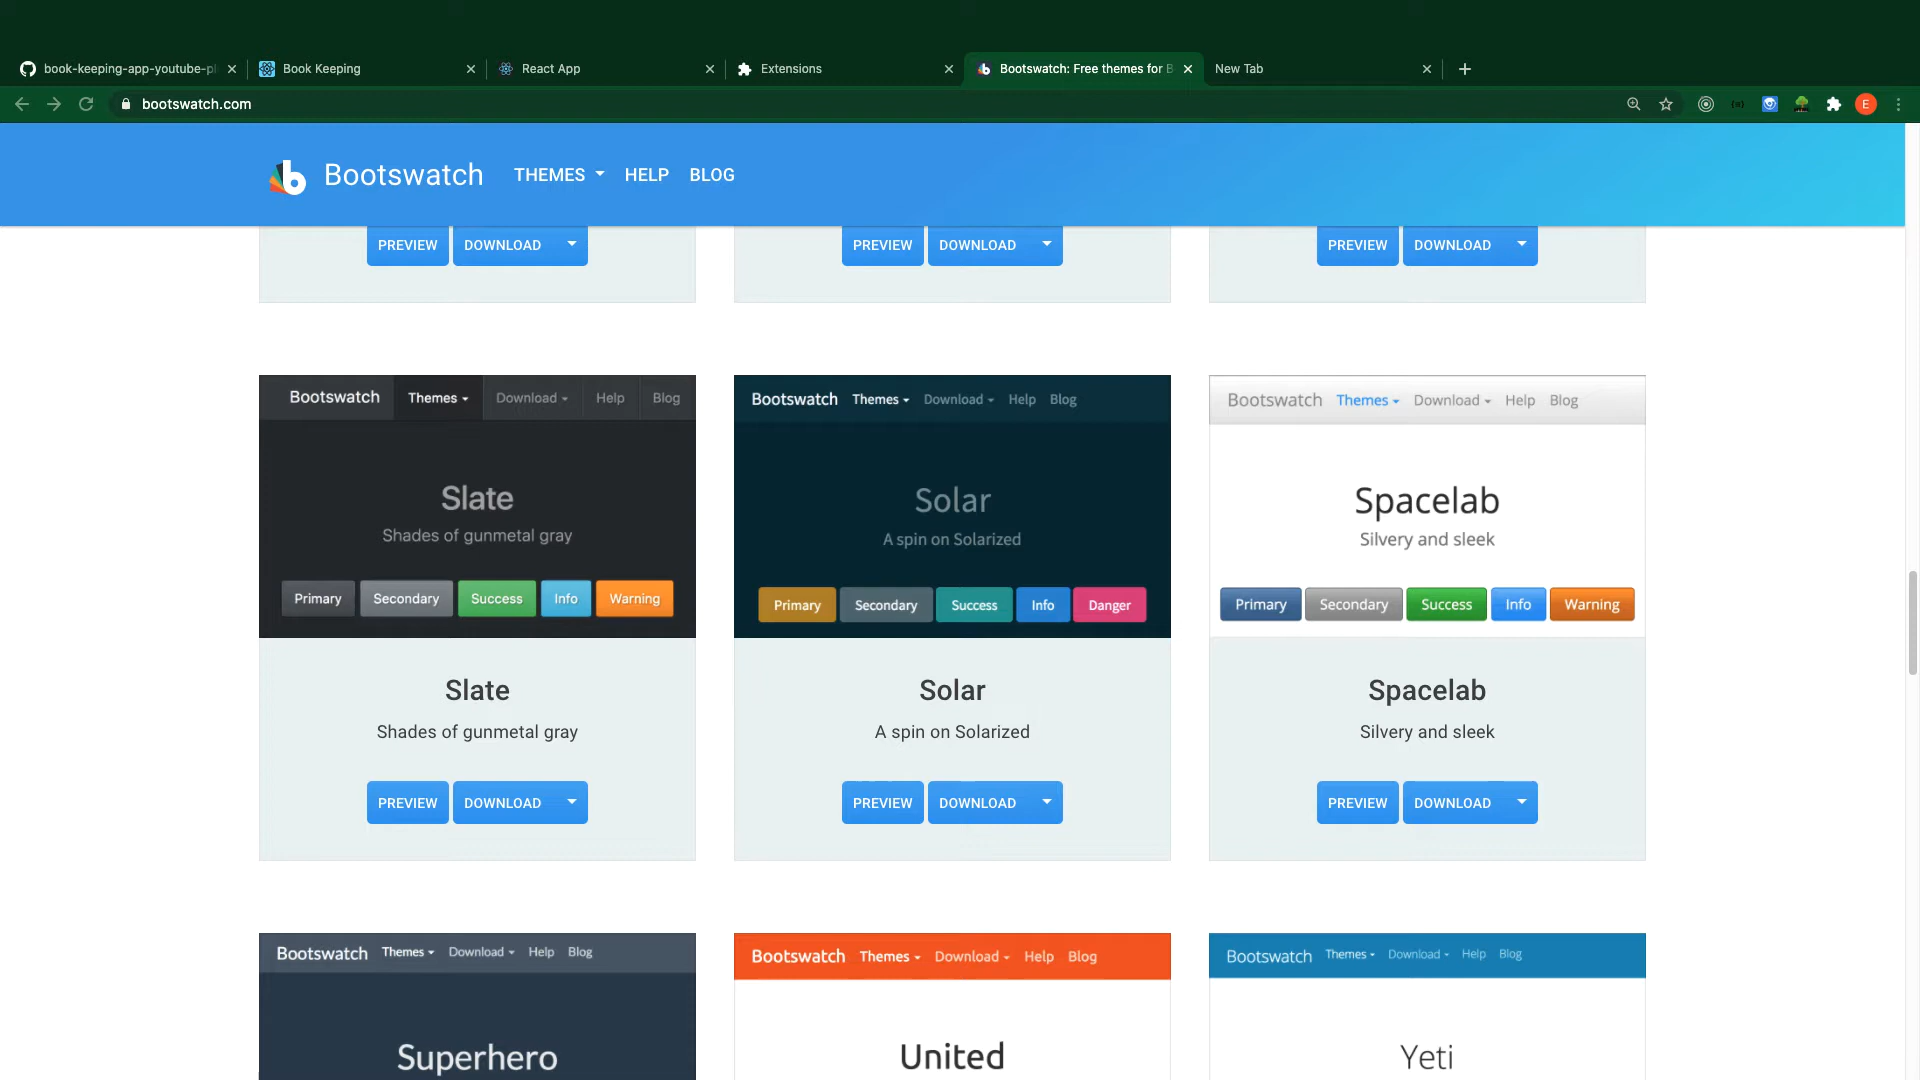 book-keeping-app-youtube-pl
Book Keeping
React App
Extensions
Bootswatch: Free themes for B
New Tab
bootswatch.com
E
Bootswatch THEMES HELP BLOG
PREVIEW DOWNLOAD
PREVIEW DOWNLOAD
PREVIEW DOWNLOAD
Bootswatch Themes Download Help Blog
Slate
Shades of gunmetal gray
Primary Secondary Success Info Warning
Slate
Shades of gunmetal gray
PREVIEW DOWNLOAD
Bootswatch Themes Download Help Blog
Solar
A spin on Solarized
Primary Secondary Success Info Danger
Solar
A spin on Solarized
PREVIEW DOWNLOAD
Bootswatch Themes Download Help Blog
Spacelab
Silvery and sleek
Primary Secondary Success Info Warning
Spacelab
Silvery and sleek
PREVIEW DOWNLOAD
Bootswatch Themes Download Help Blog
Superhero
Bootswatch Themes Download Help Blog
United
Bootswatch Themes Download Help Blog
Yeti